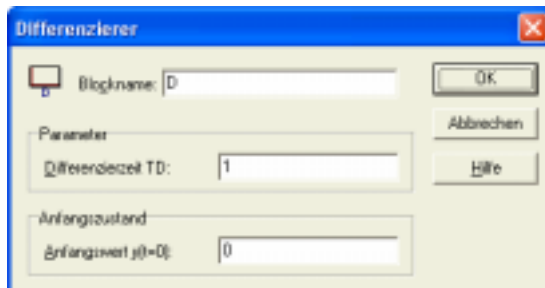 Differenzierer
Blockname: D
OK
Abbrechen
Hilfe
Parameter
Differenzierzeit TD: 1
Anfangszustand
Anfangswert y(t=0): 0
D